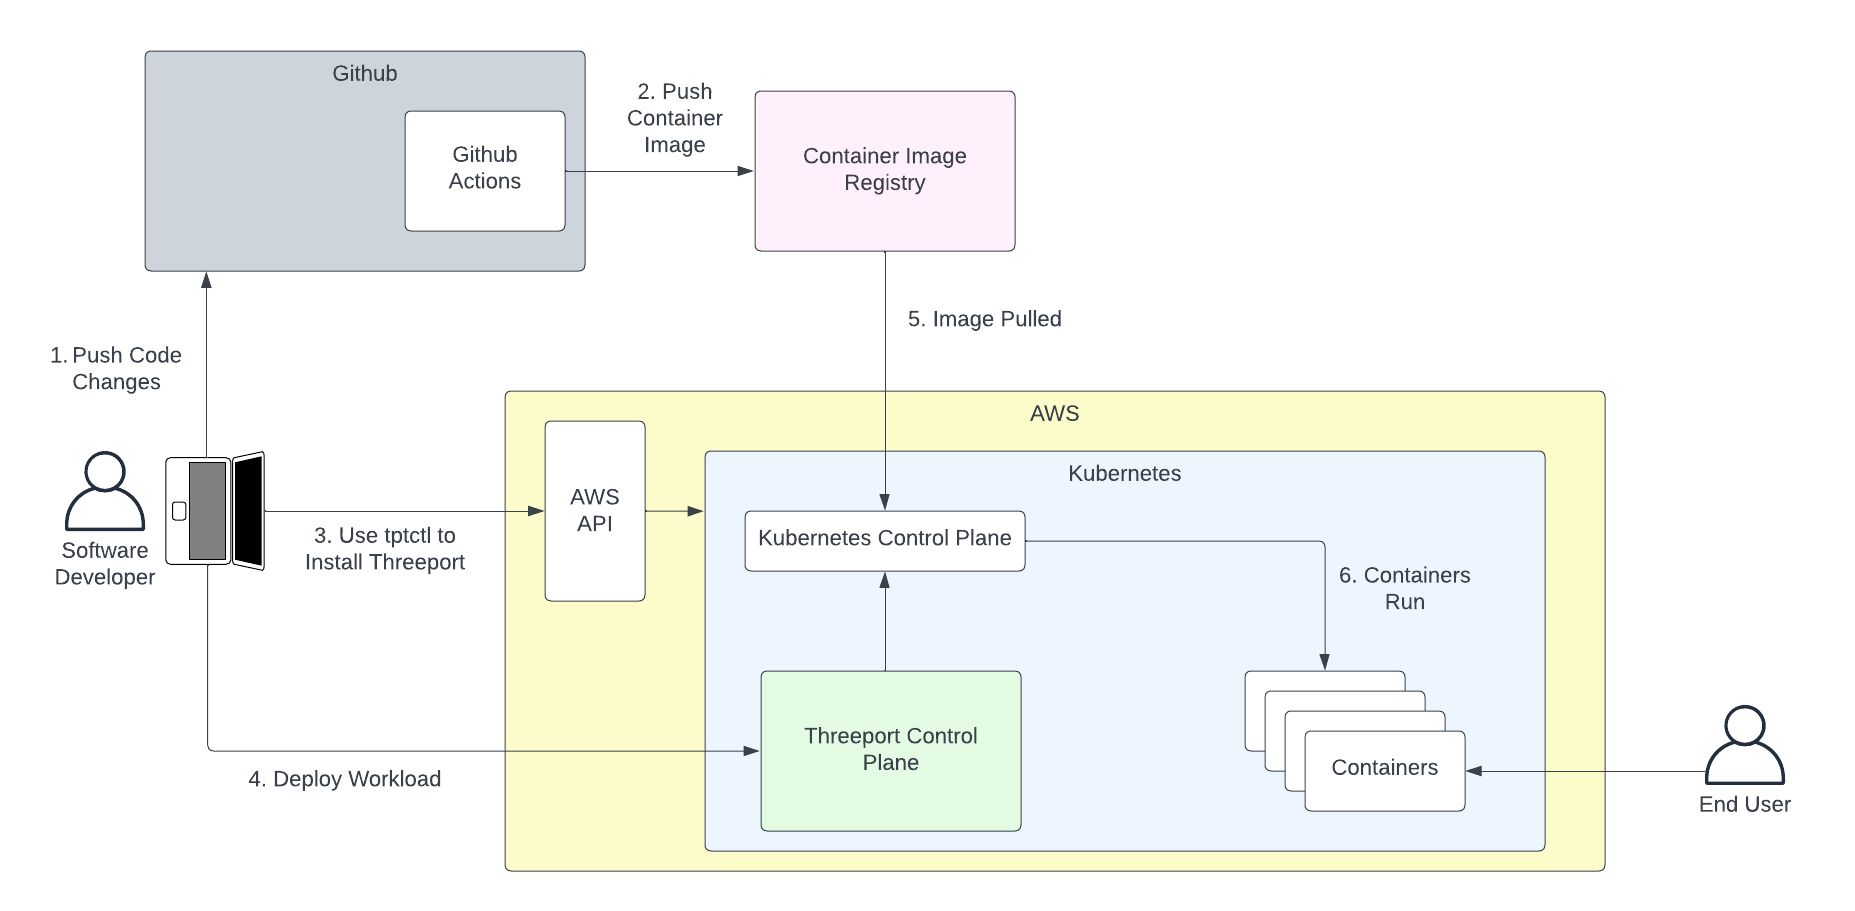 Github
Github
Actions
2. Push
Container
Image
Container Image
Registry
1. Push Code
Changes
5. Image Pulled
AWS
Kubernetes
AWS
API
Kubernetes Control Plane
Software
Developer
3. Use tptctl to
Install Threeport
6. Containers
Run
Threeport Control
Plane
4. Deploy Workload
Containers
End User